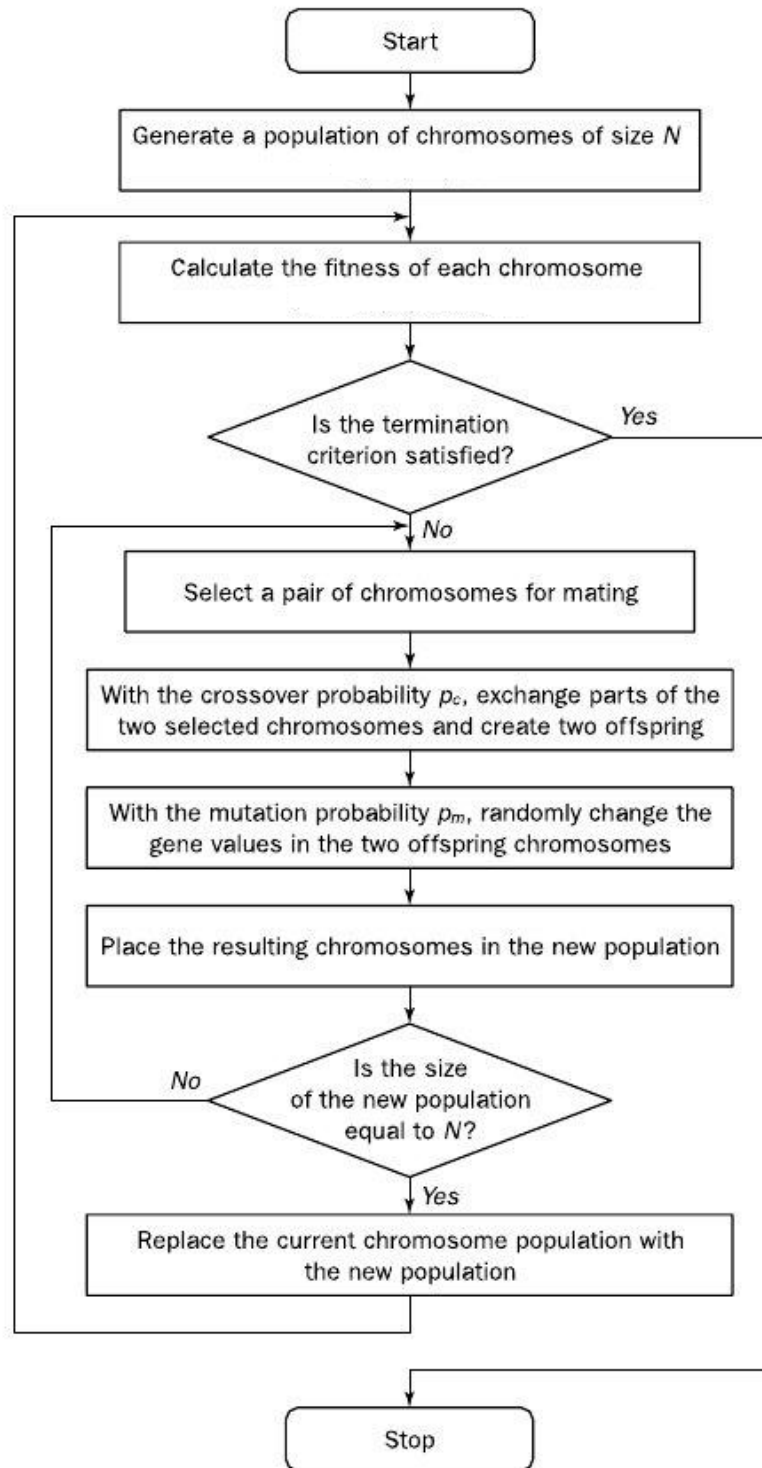 Start
Generate a population of chromosomes of size N
Calculate the fitness of each chromosome
Is the termination
criterion satisfied?
Yes
No
Select a pair of chromosomes for mating
With the crossover probability pc, exchange parts of the
two selected chromosomes and create two offspring
With the mutation probability pm, randomly change the
gene values in the two offspring chromosomes
Place the resulting chromosomes in the new population
Is the size
of the new population
equal to N?
No
Yes
Replace the current chromosome population with
the new population
Stop